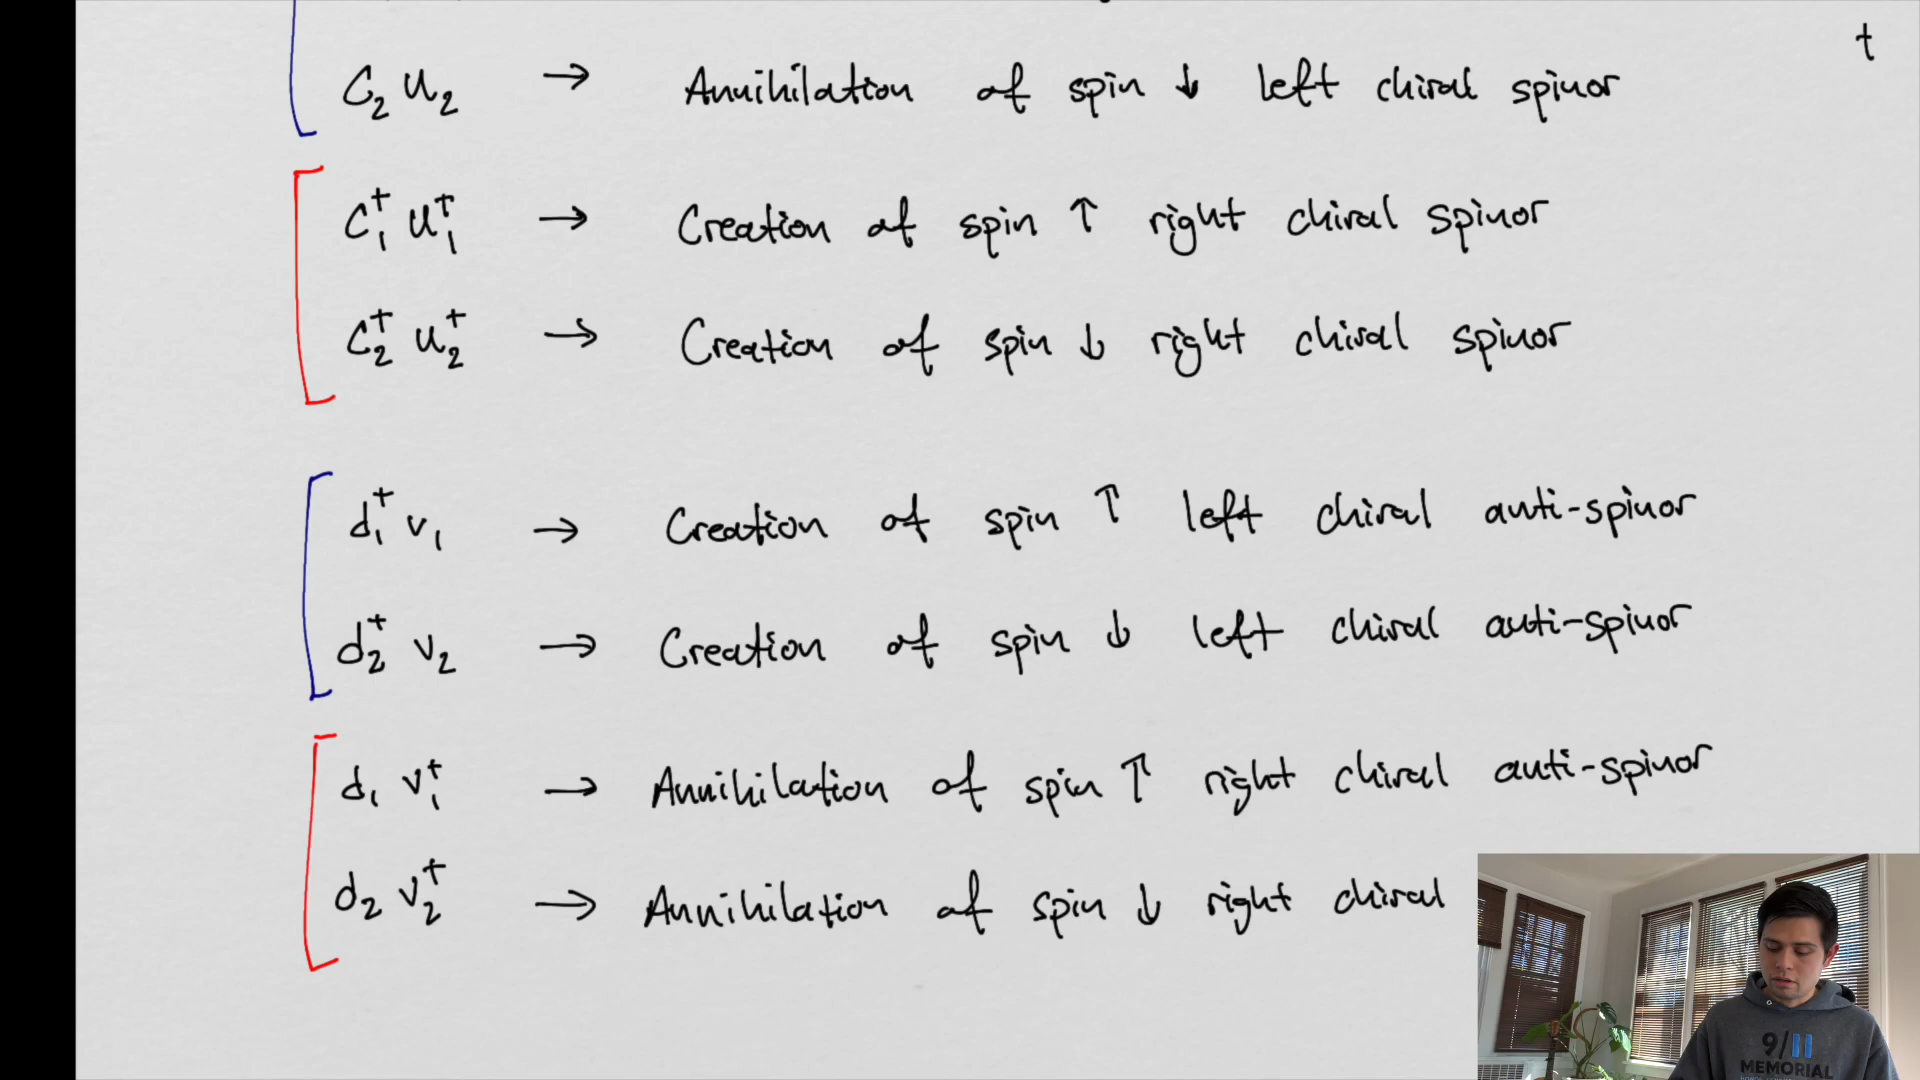 t
C₂ U₂ → Annihilation of spin ↓ left chiral spinor
C₁† U₁† → Creation of spin ↑ right chiral spinor
C₂† U₂† → Creation of spin ↓ right chiral spinor
d₁† v₁ → Creation of spin ↑ left chiral anti-spinor
d₂† v₂ → Creation of spin ↓ left chiral anti-spinor
d₁ v₁† → Annihilation of spin ↑ right chiral anti-spinor
d₂ v₂† → Annihilation of spin ↓ right chiral
9/11
MEMORIAL